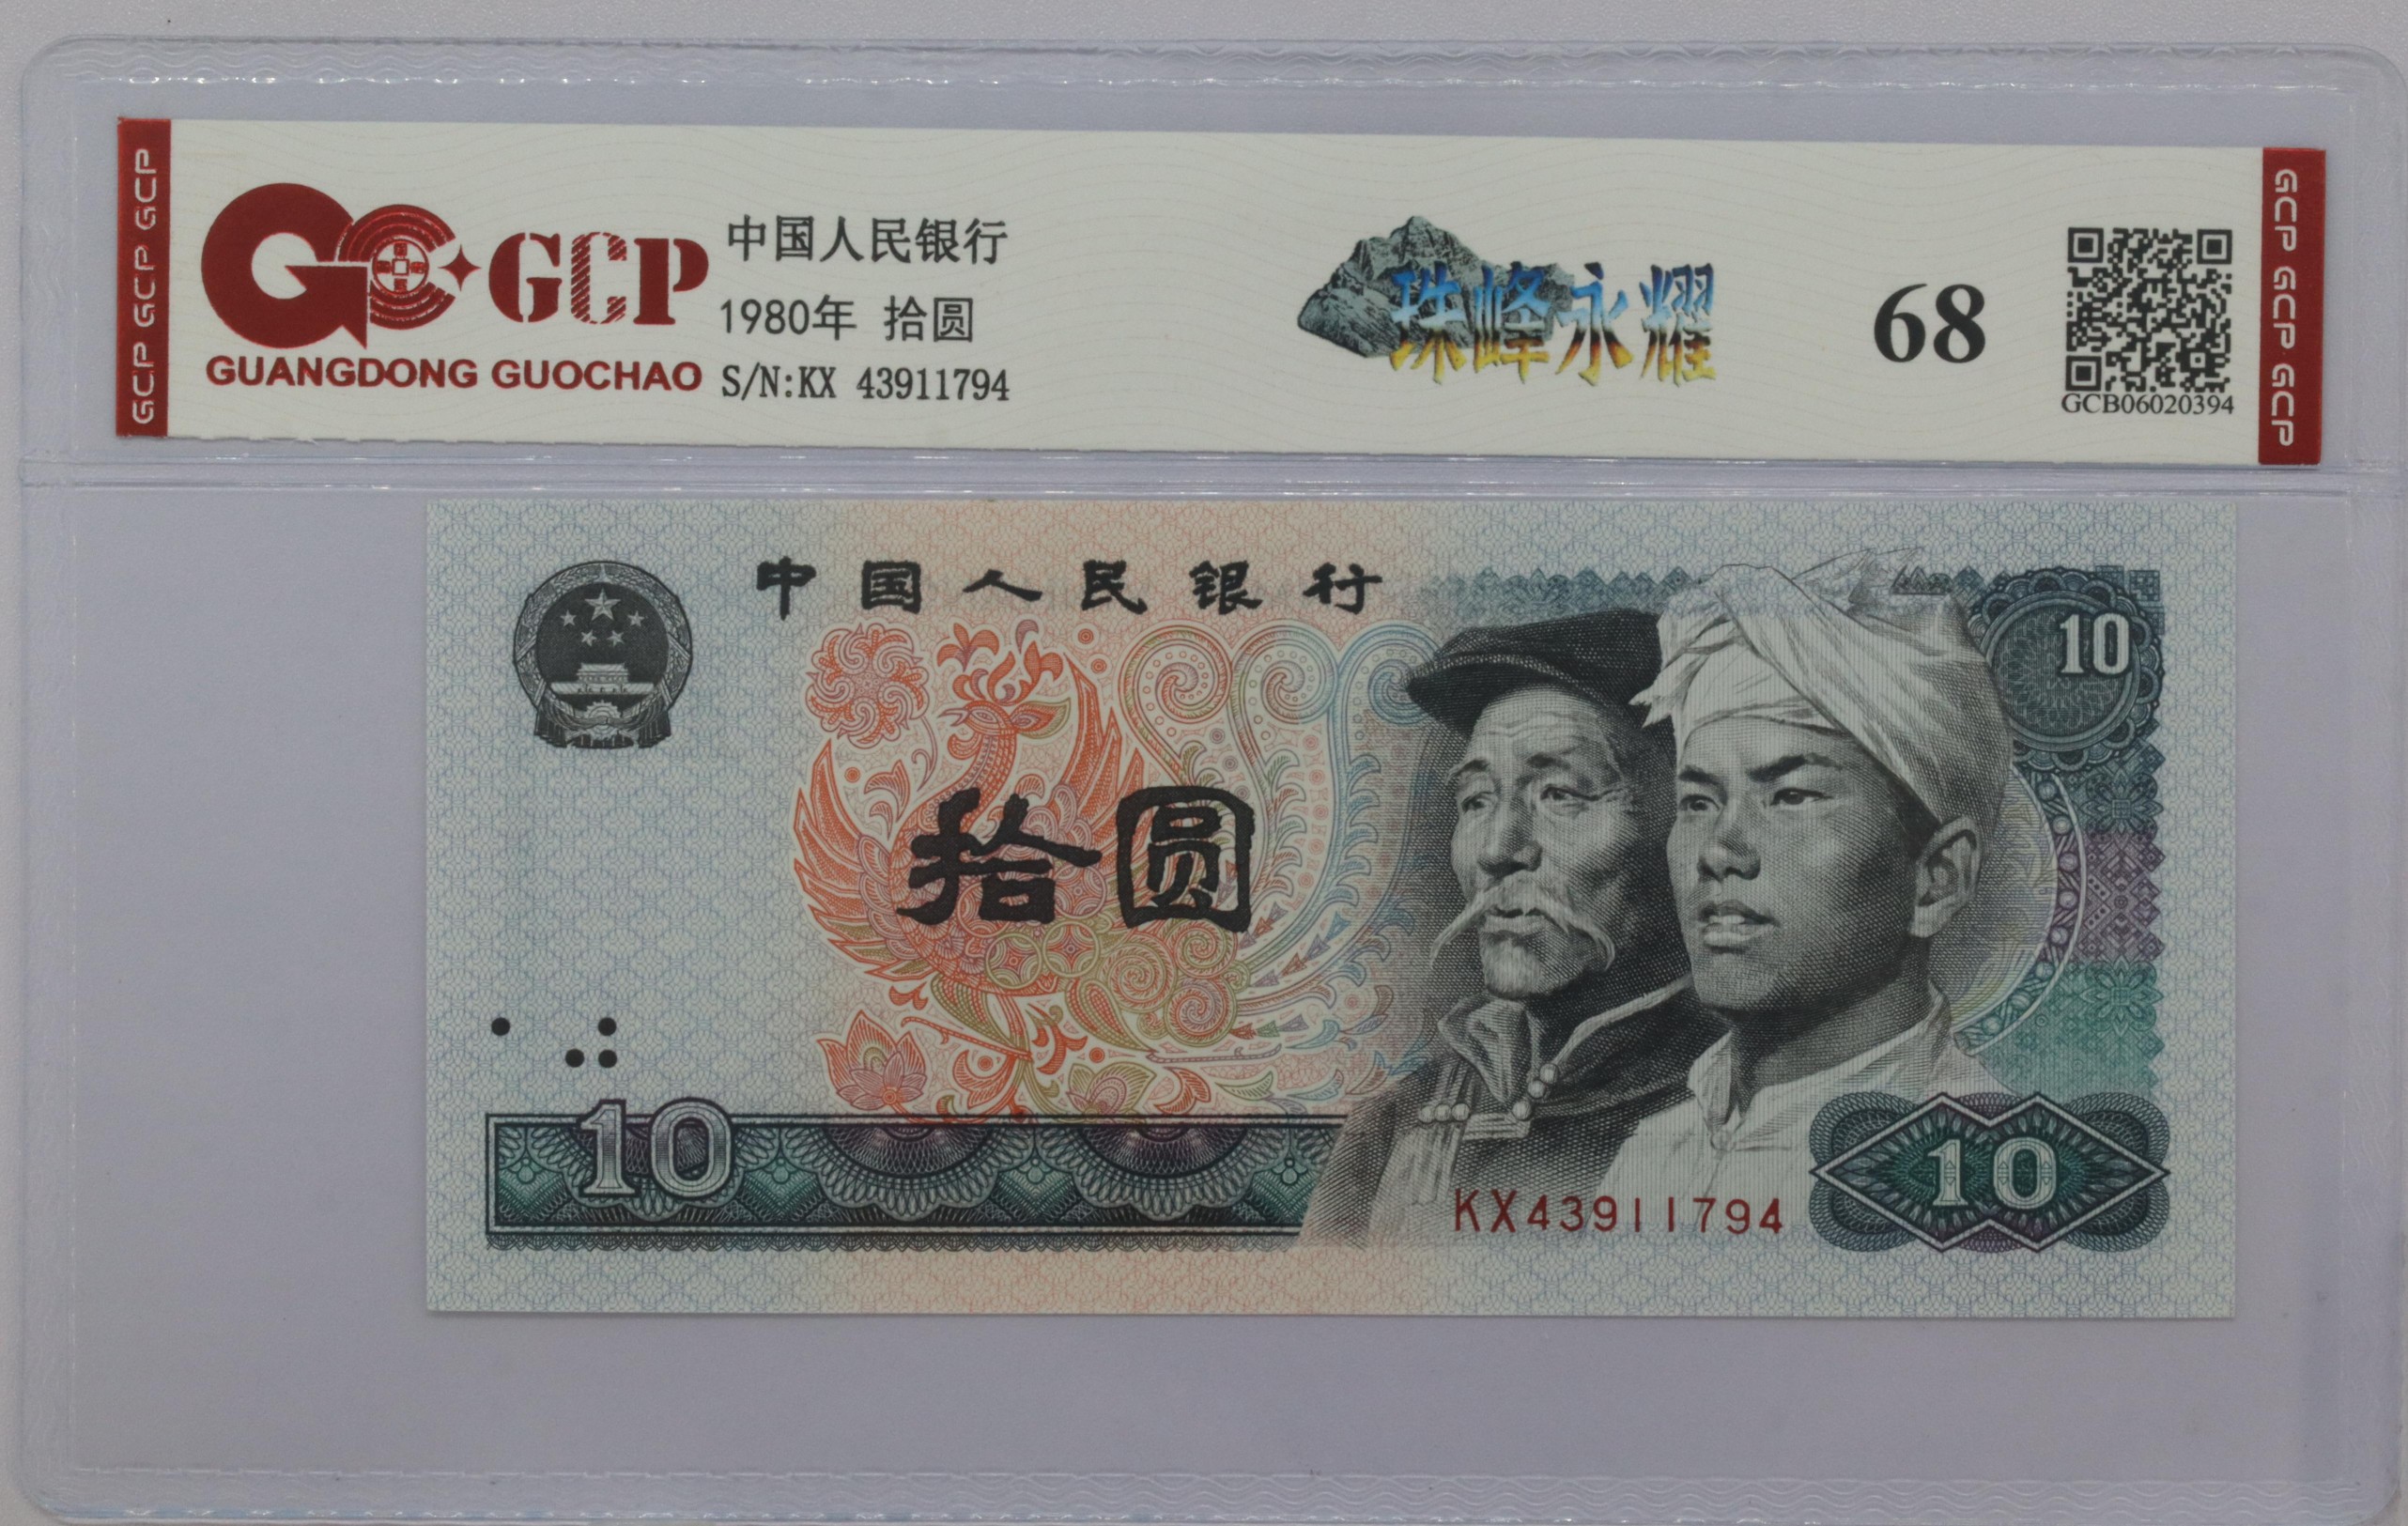 GCP GCP GCP
GCP
GUANGDONG GUOCHAO
中国人民银行
1980年 拾圆
S/N:KX 43911794
珠峰永耀
68
GCB06020394
GCP GCP GCP
中国人民银行
10
拾圆
10
KX43911794
10